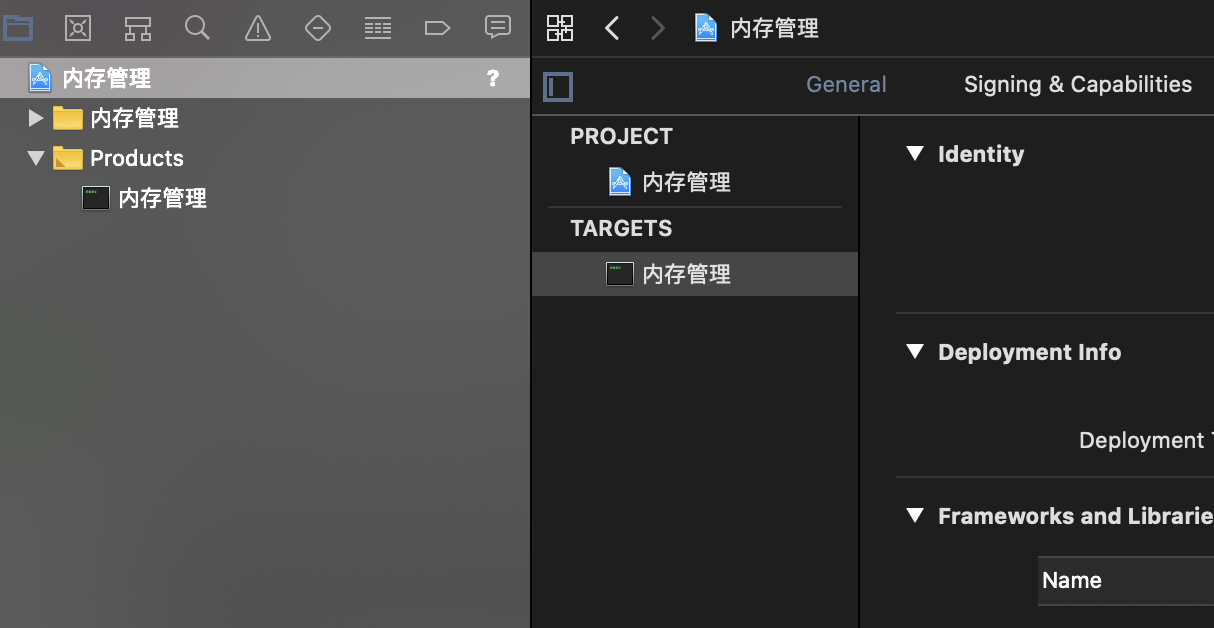 内存管理
内存管理 ?
内存管理
Products
内存管理
General Signing & Capabilities
PROJECT
内存管理
TARGETS
内存管理
Identity
Deployment Info
Deployment
Frameworks and Librarie
Name